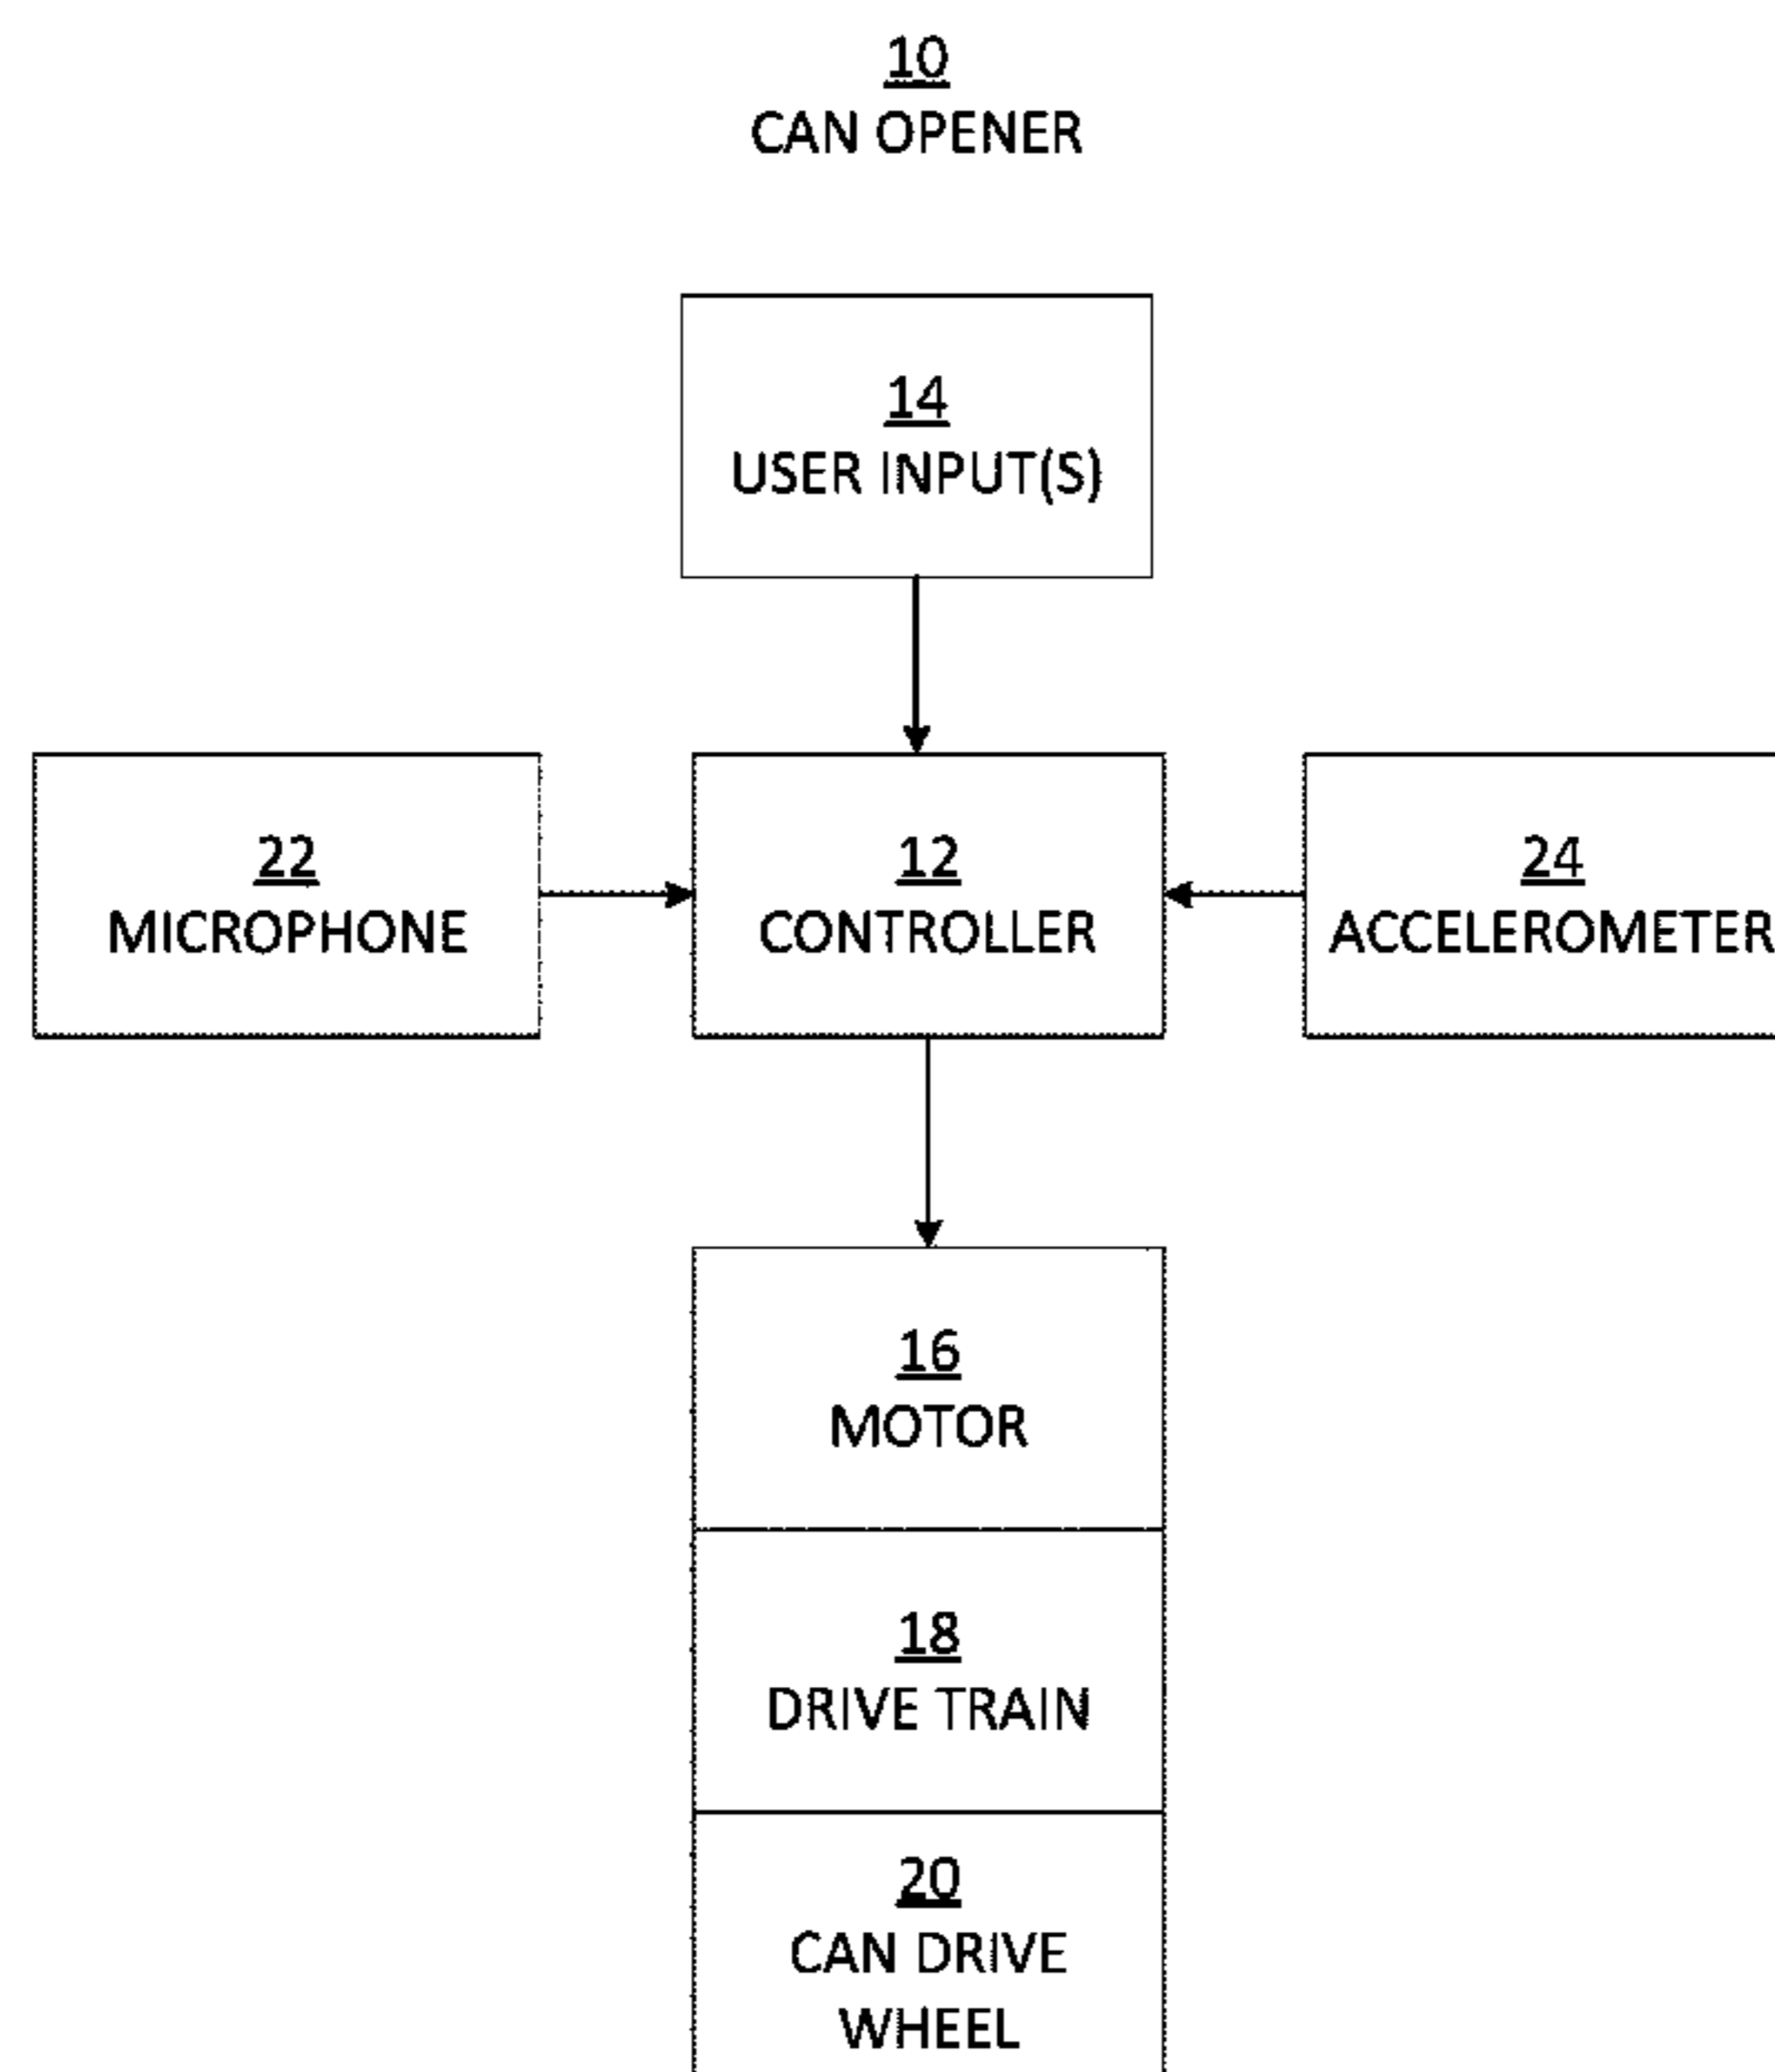 10
CAN OPENER
14
USER INPUT(S)
22
MICROPHONE
12
CONTROLLER
24
ACCELEROMETER
16
MOTOR
18
DRIVE TRAIN
20
CAN DRIVE
WHEEL